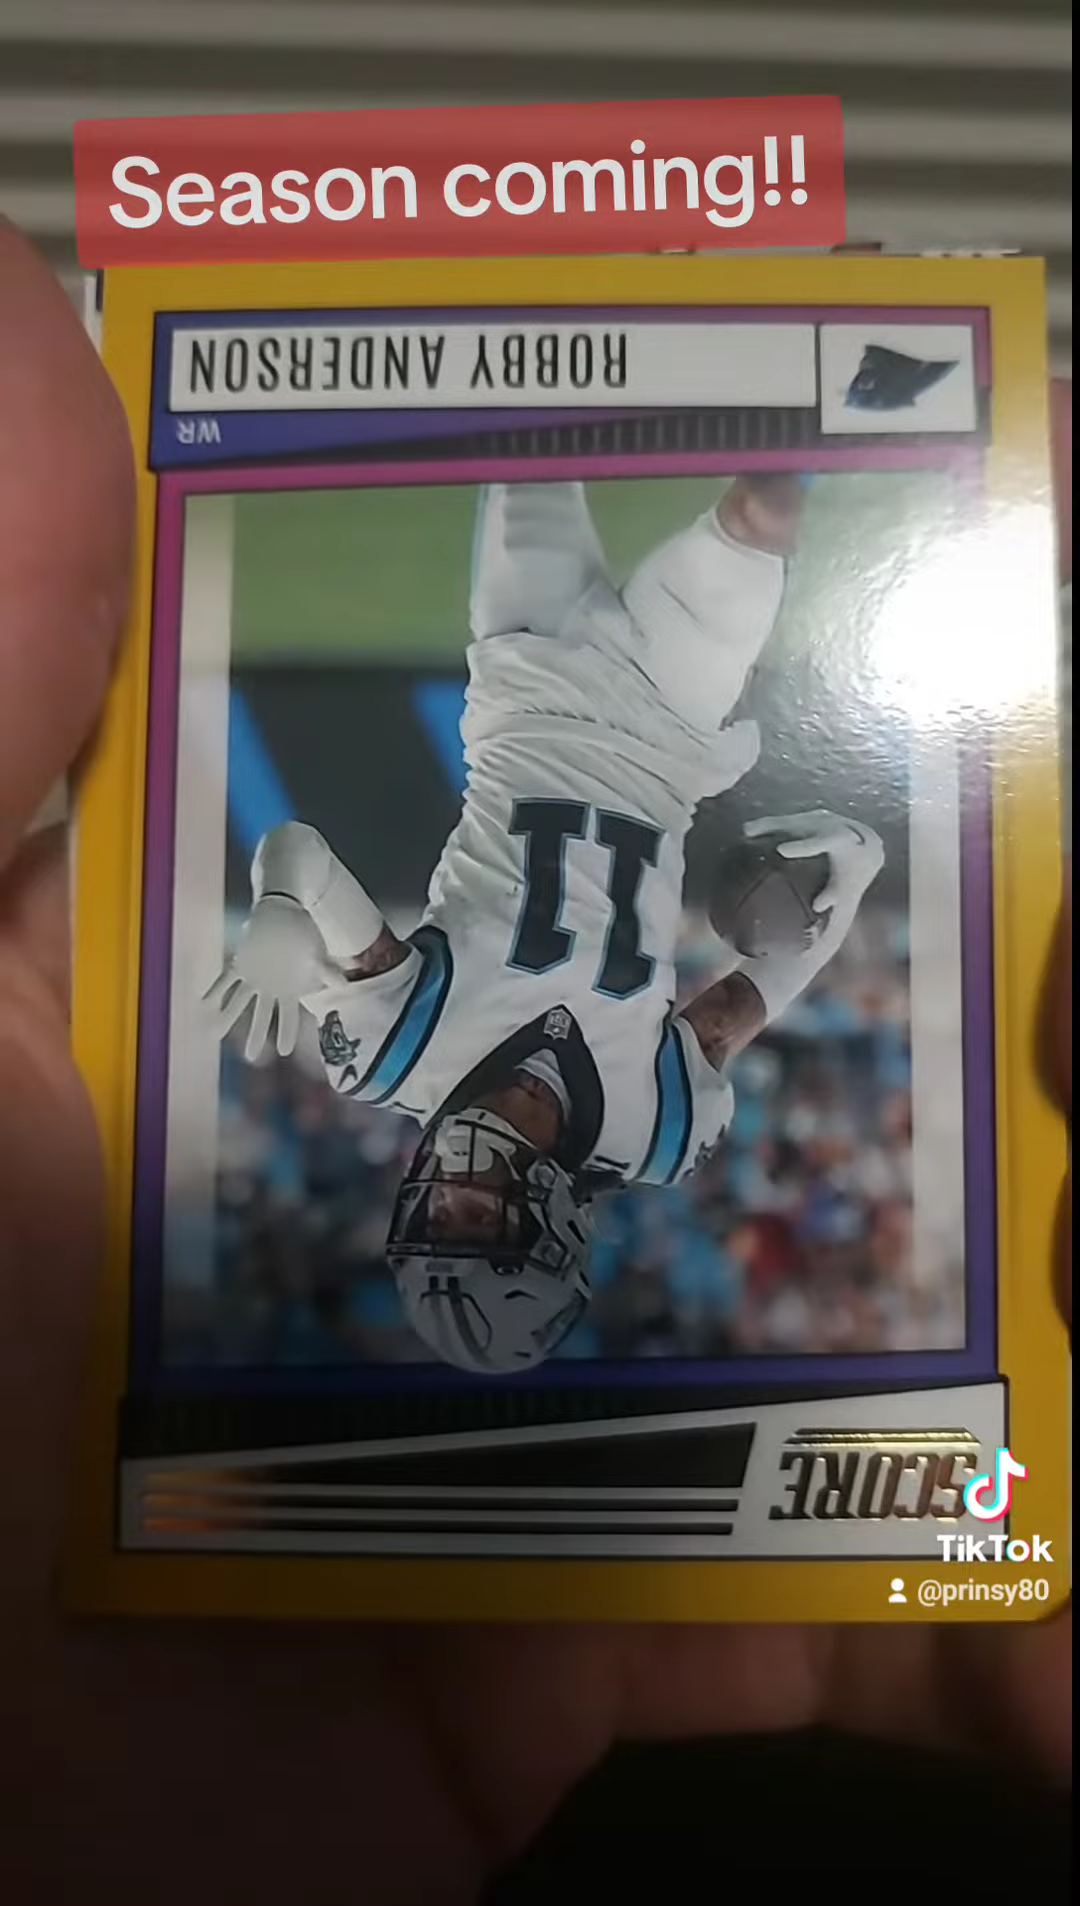 Season coming!!
ROBBY ANDERSON
WR
11
SCORE
TikTok
@prinsy80